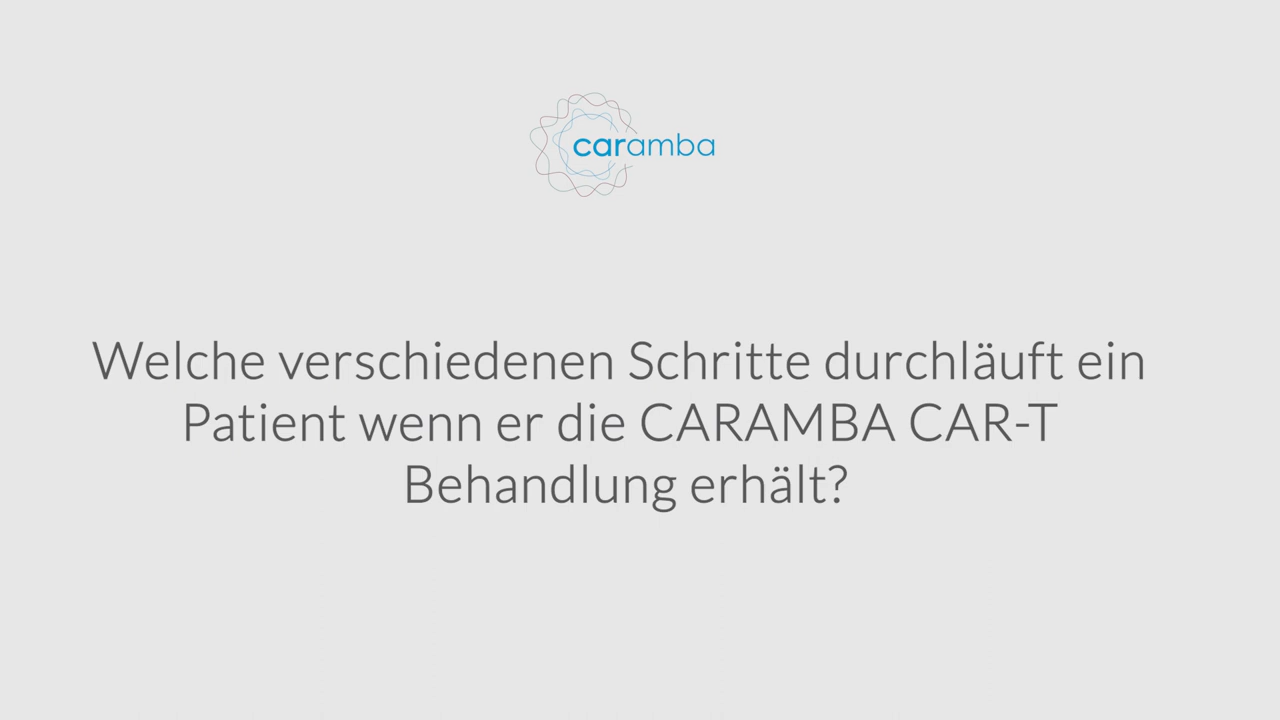 caramba
Welche verschiedenen Schritte durchläuft ein
Patient wenn er die CARAMBA CAR-T
Behandlung erhält?